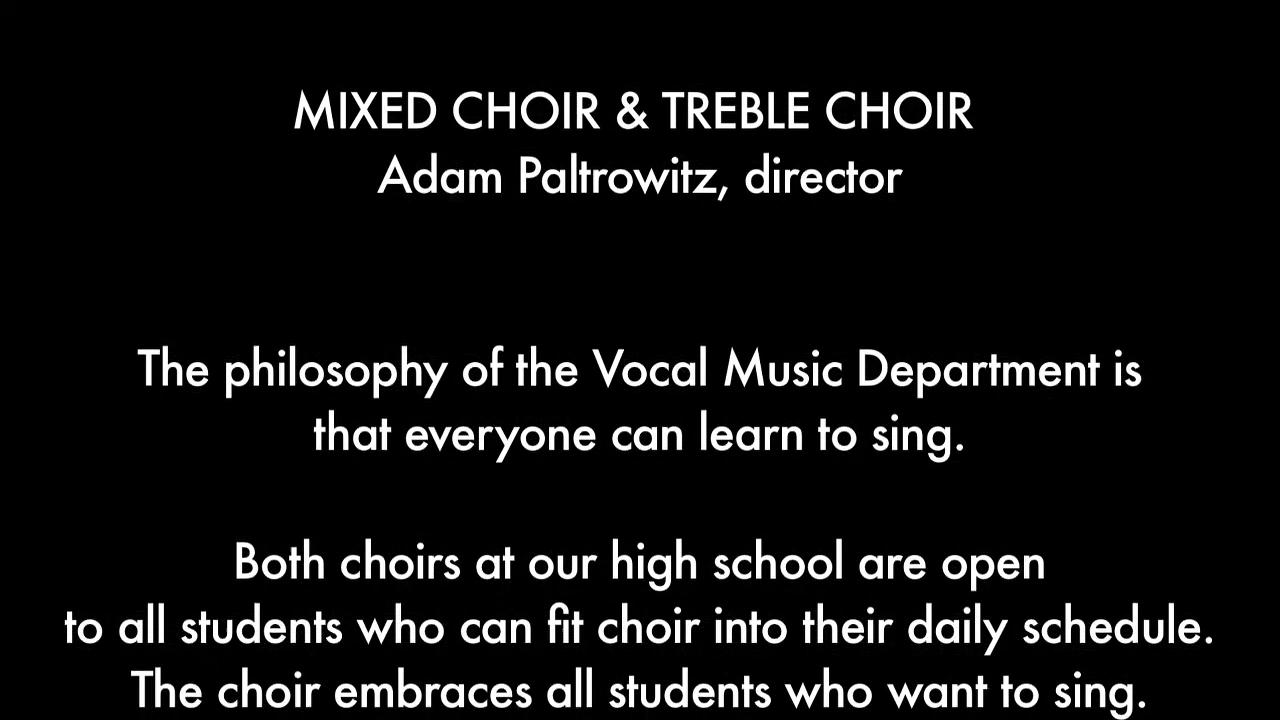 MIXED CHOIR & TREBLE CHOIR
Adam Paltrowitz, director
The philosophy of the Vocal Music Department is
that everyone can learn to sing.
Both choirs at our high school are open
to all students who can fit choir into their daily schedule.
The choir embraces all students who want to sing.